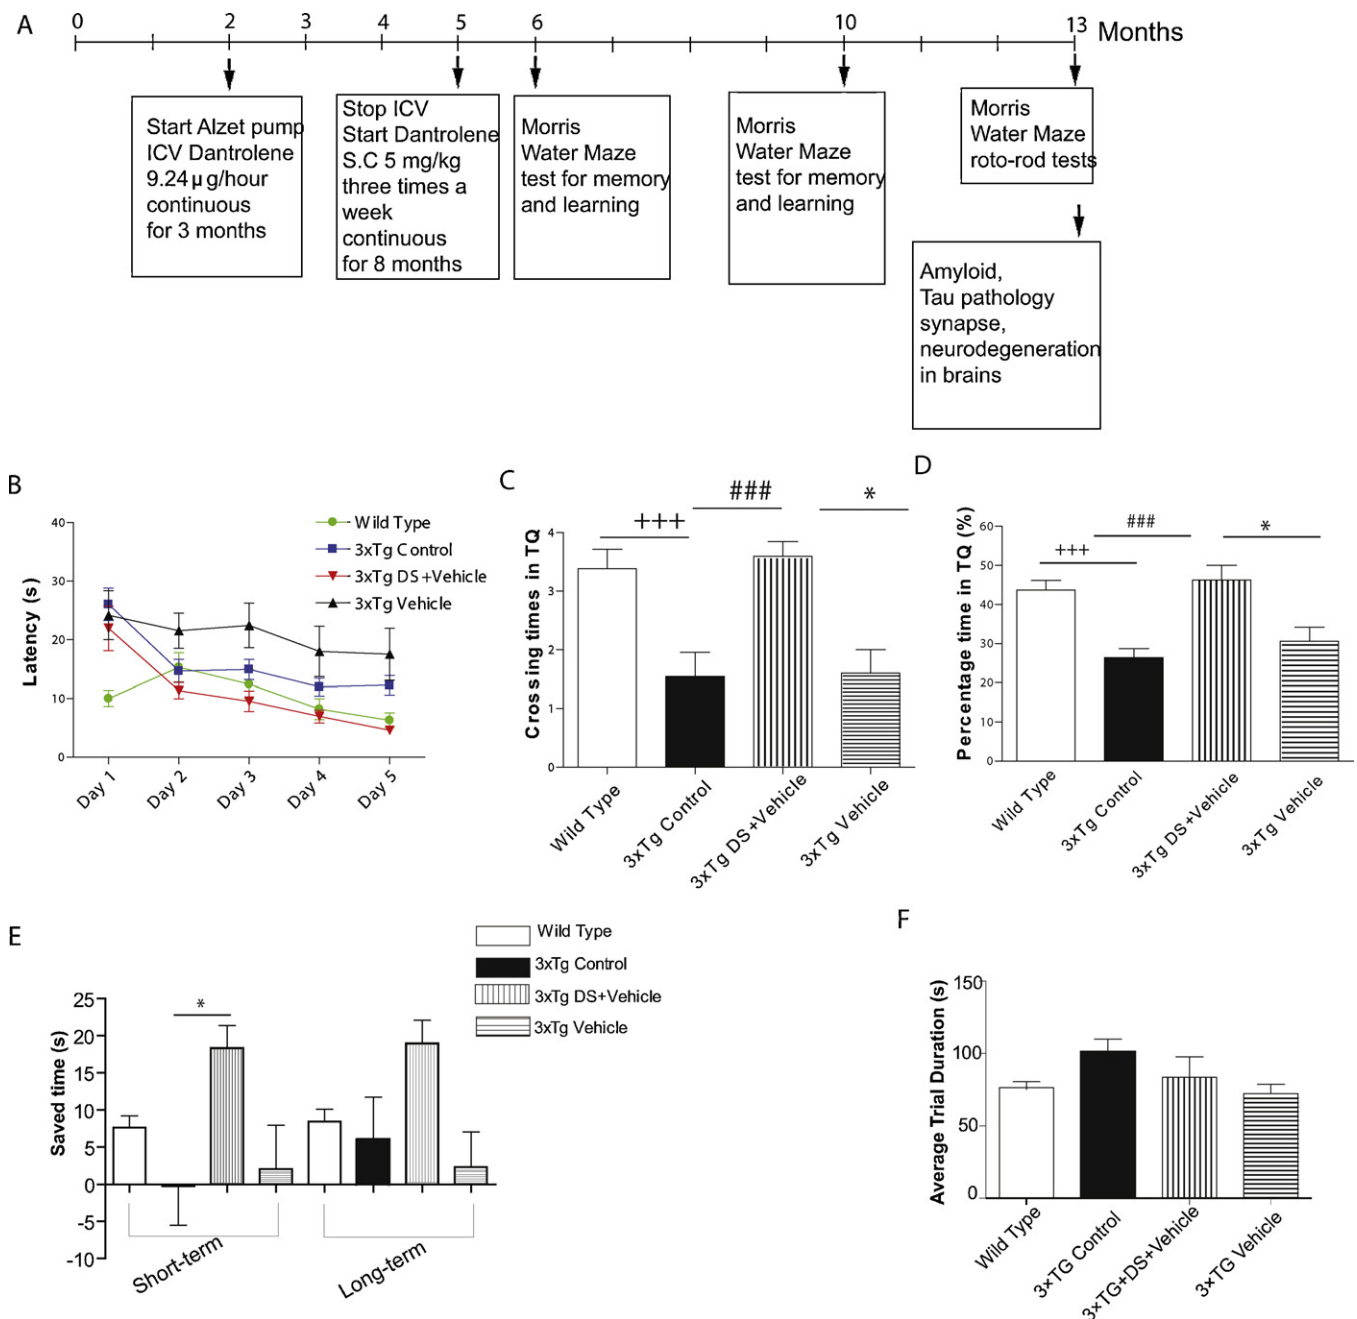 A
0 2 3 4 5 6 10 13 Months
Start Alzet pump
ICV Dantrolene
9.24 μg/hour
continuous
for 3 months
Stop ICV
Start Dantrolene
S.C 5 mg/kg
three times a
week
continuous
for 8 months
Morris
Water Maze
test for memory
and learning
Morris
Water Maze
test for memory
and learning
Morris
Water Maze
roto-rod tests
Amyloid,
Tau pathology
synapse,
neurodegeneration
in brains
B
Latency (s)
40
30
20
10
0
Day 1
Day 2
Day 3
Day 4
Day 5
Wild Type
3xTg Control
3xTg DS+Vehicle
3xTg Vehicle
C
Crossing times in TQ
4
3
2
1
0
+++
###
*
Wild Type
3xTg Control
3xTg DS+Vehicle
3xTg Vehicle
D
Percentage time in TQ (%)
60
50
40
30
20
10
0
+++
###
*
Wild Type
3xTg Control
3xTg DS+Vehicle
3xTg Vehicle
E
Saved time (s)
25
20
15
10
5
0
-5
-10
*
Short-term
Long-term
Wild Type
3xTg Control
3xTg DS+Vehicle
3xTg Vehicle
F
Average Trial Duration (s)
150
100
50
0
Wild Type
3×TG Control
3×TG+DS+Vehicle
3×TG Vehicle